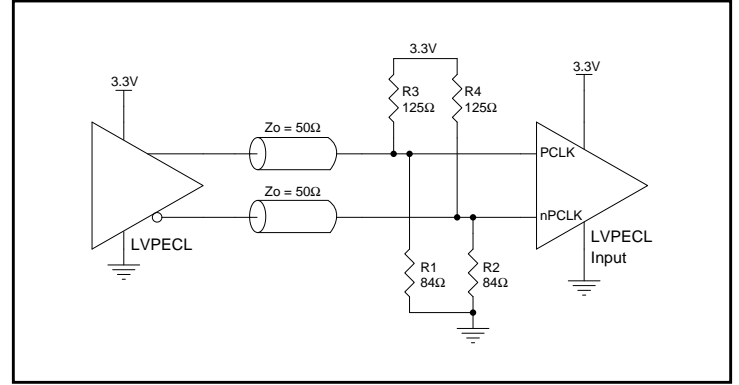 3.3V
3.3V
3.3V
R3
125Ω
R4
125Ω
Zo = 50Ω
PCLK
Zo = 50Ω
nPCLK
LVPECL
LVPECL
Input
R1
84Ω
R2
84Ω